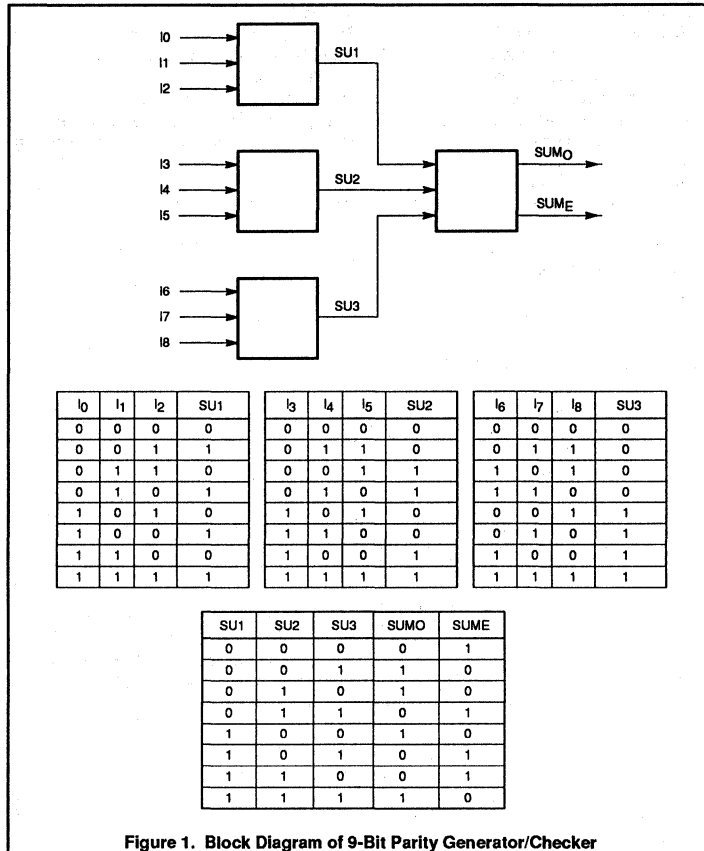 I0
I1
I2
SU1
I3
I4
I5
SU2
I6
I7
I8
SU3
SUMO
SUME
I0 I1 I2 SU1
0 0 0 0
0 0 1 1
0 1 1 0
0 1 0 1
1 0 1 0
1 0 0 1
1 1 0 0
1 1 1 1
I3 I4 I5 SU2
0 0 0 0
0 1 1 0
0 0 1 1
0 1 0 1
1 0 1 0
1 1 0 0
1 0 0 1
1 1 1 1
I6 I7 I8 SU3
0 0 0 0
0 1 1 0
1 0 1 0
1 1 0 0
0 0 1 1
0 1 0 1
1 0 0 1
1 1 1 1
SU1 SU2 SU3 SUMO SUME
0 0 0 0 1
0 0 1 1 0
0 1 0 1 0
0 1 1 0 1
1 0 0 1 0
1 0 1 0 1
1 1 0 0 1
1 1 1 1 0
Figure 1. Block Diagram of 9-Bit Parity Generator/Checker